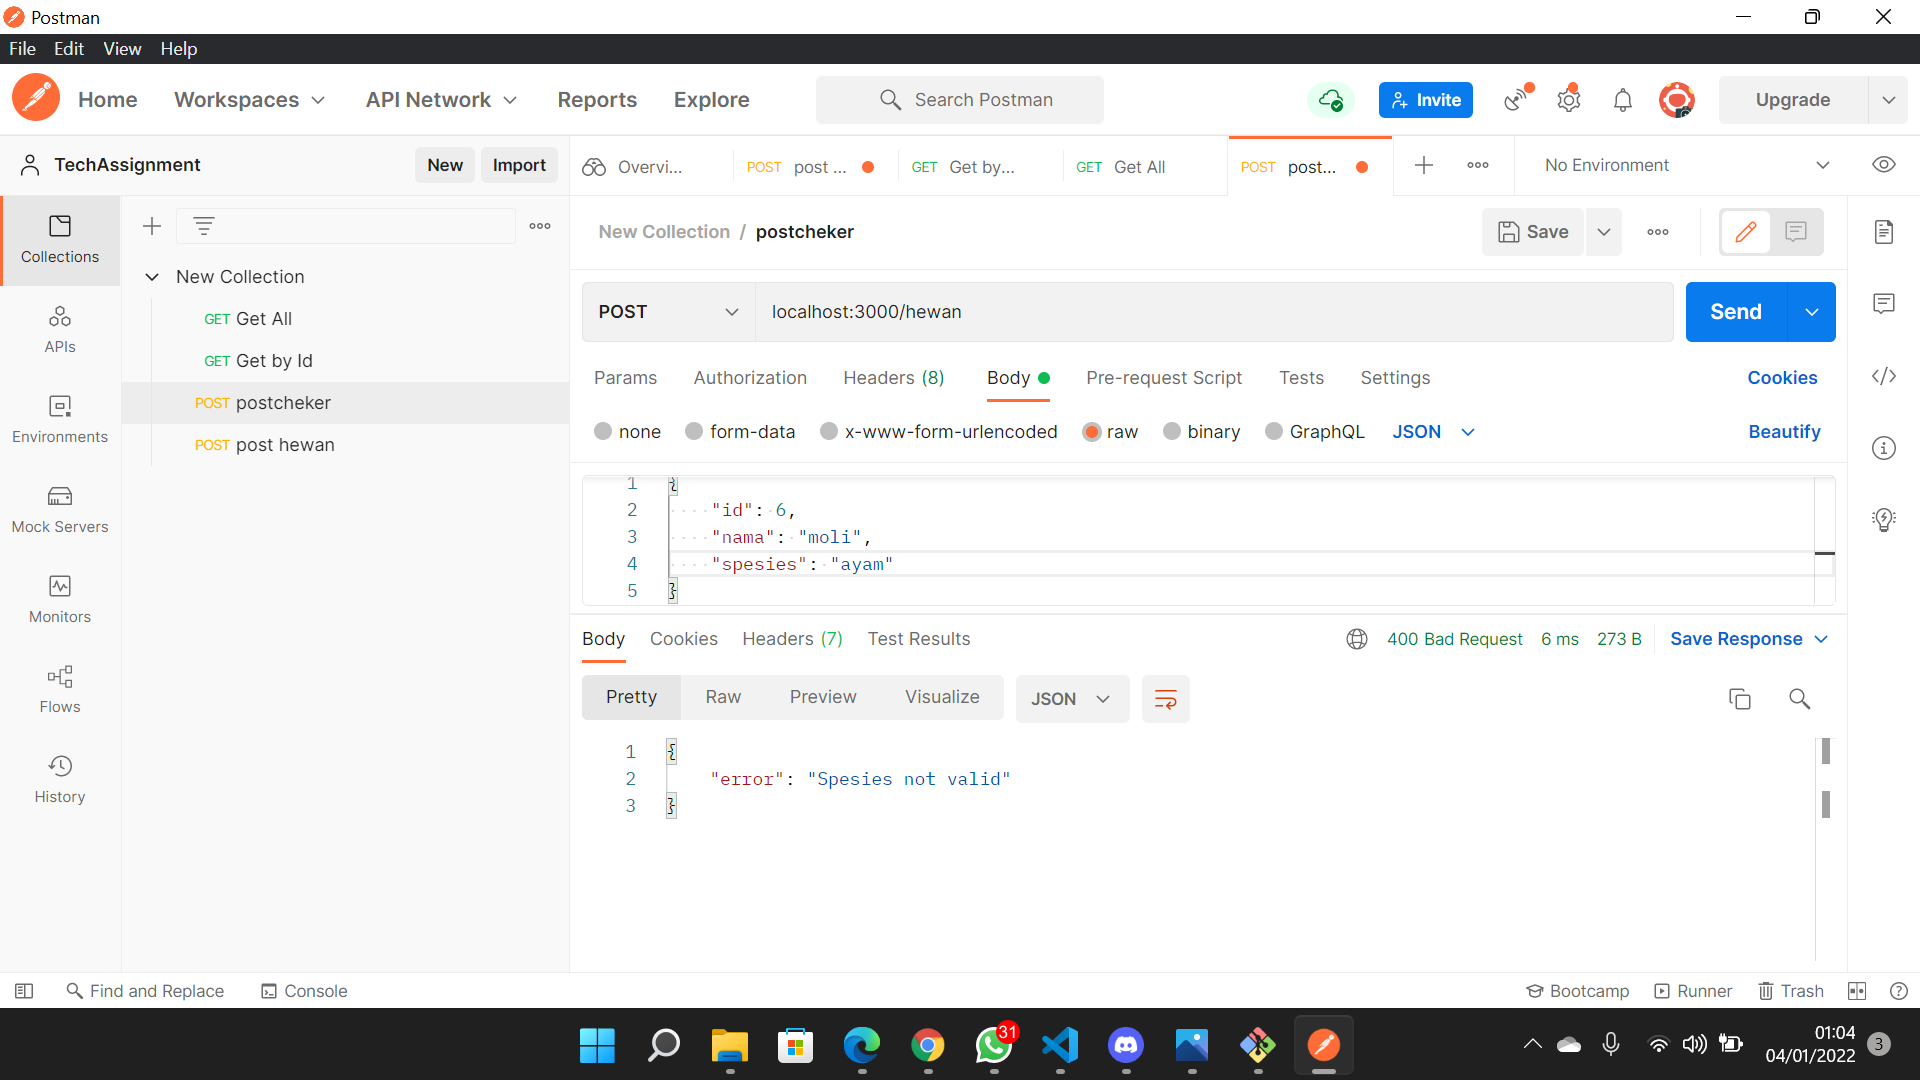 Postman
File Edit View Help
Home Workspaces API Network Reports Explore Search Postman Invite Upgrade
TechAssignment New Import Overvi... POST post ... GET Get by... GET Get All POST post... No Environment
Collections
APIs
Environments
Mock Servers
Monitors
Flows
History
New Collection
GET Get All
GET Get by Id
POST postcheker
POST post hewan
New Collection / postcheker Save
POST localhost:3000/hewan Send
Params Authorization Headers (8) Body Pre-request Script Tests Settings Cookies
none form-data x-www-form-urlencoded raw binary GraphQL JSON Beautify
1 {
2 "id": 6,
3 "nama": "moli",
4 "spesies": "ayam"
5 }
Body Cookies Headers (7) Test Results 400 Bad Request 6 ms 273 B Save Response
Pretty Raw Preview Visualize JSON
1 {
2 "error": "Spesies not valid"
3 }
Find and Replace Console Bootcamp Runner Trash
31
01:04
04/01/2022
3